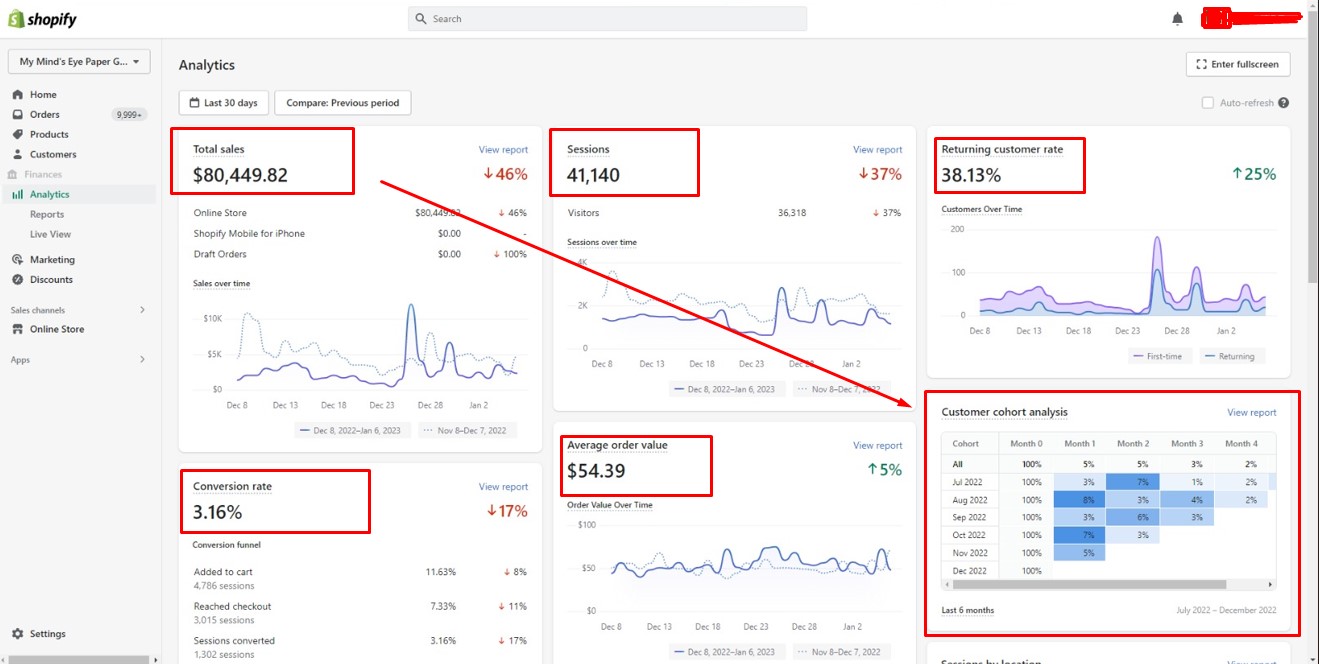 shopify
Search
My Mind's Eye Paper G...
Home
Orders 9,999+
Products
Customers
Finances
Analytics
Reports
Live View
Marketing
Discounts
Sales channels
Online Store
Apps
Settings
Analytics
Enter fullscreen
Last 30 days
Compare: Previous period
Auto-refresh
Total sales View report
$80,449.82 ↓46%
Online Store $80,449.82 ↓ 46%
Shopify Mobile for iPhone $0.00 -
Draft Orders $0.00 ↓ 100%
Sales over time
$10K
$5K
$0
Dec 8 Dec 13 Dec 18 Dec 23 Dec 28 Jan 2
Dec 8, 2022–Jan 6, 2023 Nov 8–Dec 7, 2022
Conversion rate View report
3.16% ↓17%
Conversion funnel
Added to cart 11.63% ↓ 8%
4,786 sessions
Reached checkout 7.33% ↓ 11%
3,015 sessions
Sessions converted 3.16% ↓ 17%
1,302 sessions
Sessions View report
41,140 ↓37%
Visitors 36,318 ↓ 37%
Sessions over time
4K
2K
0
Dec 8 Dec 13 Dec 18 Dec 23 Dec 28 Jan 2
Dec 8, 2022–Jan 6, 2023 Nov 8–Dec 7, 2022
Average order value View report
$54.39 ↑5%
Order Value Over Time
$100
$50
$0
Dec 8 Dec 13 Dec 18 Dec 23 Dec 28 Jan 2
Dec 8, 2022–Jan 6, 2023 Nov 8–Dec 7, 2022
Returning customer rate
38.13% ↑25%
Customers Over Time
200
100
0
Dec 8 Dec 13 Dec 18 Dec 23 Dec 28 Jan 2
First-time Returning
Customer cohort analysis View report
Cohort Month 0 Month 1 Month 2 Month 3 Month 4
All 100% 5% 5% 3% 2%
Jul 2022 100% 3% 7% 1% 2%
Aug 2022 100% 8% 3% 4% 2%
Sep 2022 100% 3% 6% 3%
Oct 2022 100% 7% 3%
Nov 2022 100% 5%
Dec 2022 100%
Last 6 months July 2022 – December 2022
Sessions by location View report